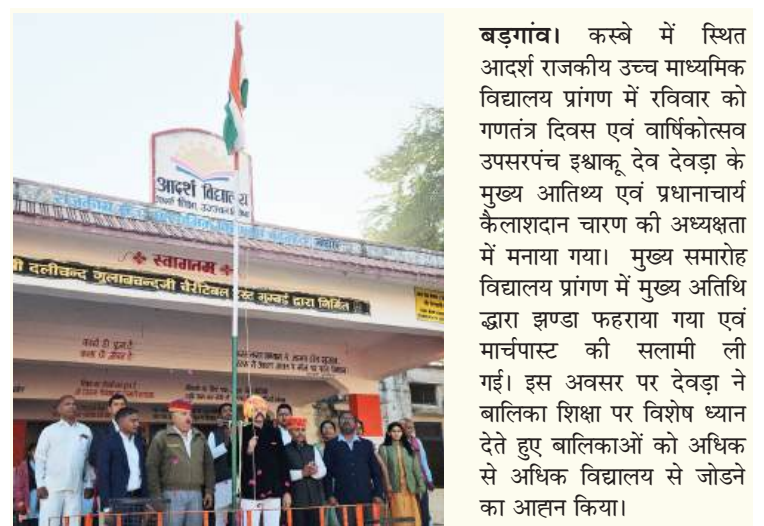 आदर्श विद्यालय
स्वागतम्
दलीचन्द गुलाबचन्दजी चैरीटेबल ट्रस्ट मुम्बई द्वारा निर्मित
बड़गांव। कस्बे में स्थित
आदर्श राजकीय उच्च माध्यमिक
विद्यालय प्रांगण में रविवार को
गणतंत्र दिवस एवं वार्षिकोत्सव
उपसरपंच इश्वाकू देव देवड़ा के
मुख्य आतिथ्य एवं प्रधानाचार्य
कैलाशदान चारण की अध्यक्षता
में मनाया गया। मुख्य समारोह
विद्यालय प्रांगण में मुख्य अतिथि
द्धारा झण्डा फहराया गया एवं
मार्चपास्ट की सलामी ली
गई। इस अवसर पर देवड़ा ने
बालिका शिक्षा पर विशेष ध्यान
देते हुए बालिकाओं को अधिक
से अधिक विद्यालय से जोडने
का आह्न किया।